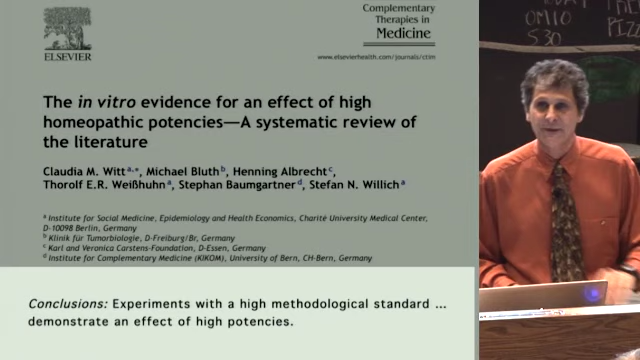 Complementary
Therapies in
Medicine
ELSEVIER
www.elsevierhealth.com/journals/ctim
The in vitro evidence for an effect of high
homeopathic potencies—A systematic review of
the literature
Claudia M. Witt a,*, Michael Bluth b, Henning Albrecht c,
Thorolf E.R. Weißhuhn a, Stephan Baumgartner d, Stefan N. Willich a
a Institute for Social Medicine, Epidemiology and Health Economics, Charité University Medical Center,
D-10098 Berlin, Germany
b Klinik für Tumorbiologie, D-Freiburg/Br, Germany
c Karl and Veronica Carstens-Foundation, D-Essen, Germany
d Institute for Complementary Medicine (KIKOM), University of Bern, CH-Bern, Germany
Conclusions: Experiments with a high methodological standard ...
demonstrate an effect of high potencies.
OM10
5 30